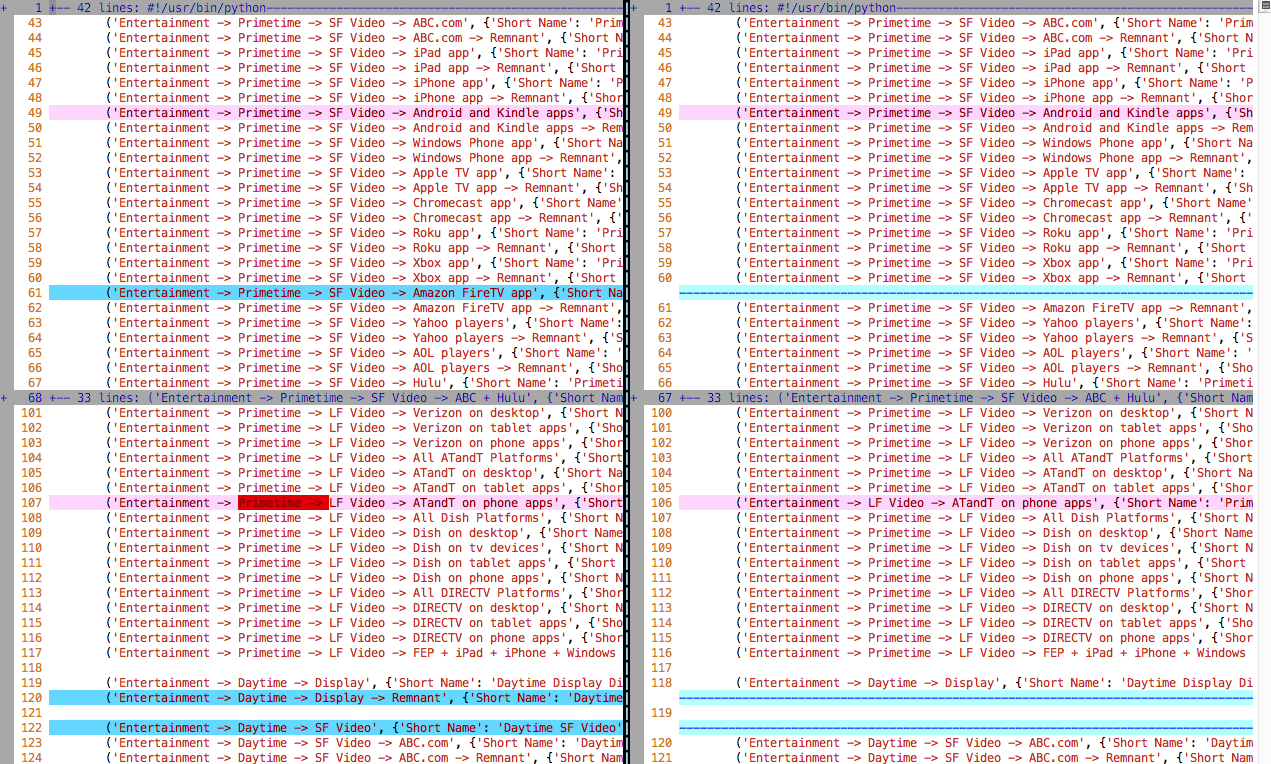 + 1 +-- 42 lines: #!/usr/bin/python
43 ('Entertainment -> Primetime -> SF Video -> ABC.com', {'Short Name': 'Prim
44 ('Entertainment -> Primetime -> SF Video -> ABC.com -> Remnant', {'Short N
45 ('Entertainment -> Primetime -> SF Video -> iPad app', {'Short Name': 'Pri
46 ('Entertainment -> Primetime -> SF Video -> iPad app -> Remnant', {'Short
47 ('Entertainment -> Primetime -> SF Video -> iPhone app', {'Short Name': 'P
48 ('Entertainment -> Primetime -> SF Video -> iPhone app -> Remnant', {'Shor
49 ('Entertainment -> Primetime -> SF Video -> Android and Kindle apps', {'Sh
50 ('Entertainment -> Primetime -> SF Video -> Android and Kindle apps -> Rem
51 ('Entertainment -> Primetime -> SF Video -> Windows Phone app', {'Short Na
52 ('Entertainment -> Primetime -> SF Video -> Windows Phone app -> Remnant',
53 ('Entertainment -> Primetime -> SF Video -> Apple TV app', {'Short Name':
54 ('Entertainment -> Primetime -> SF Video -> Apple TV app -> Remnant', {'Sh
55 ('Entertainment -> Primetime -> SF Video -> Chromecast app', {'Short Name'
56 ('Entertainment -> Primetime -> SF Video -> Chromecast app -> Remnant', {'
57 ('Entertainment -> Primetime -> SF Video -> Roku app', {'Short Name': 'Pri
58 ('Entertainment -> Primetime -> SF Video -> Roku app -> Remnant', {'Short
59 ('Entertainment -> Primetime -> SF Video -> Xbox app', {'Short Name': 'Pri
60 ('Entertainment -> Primetime -> SF Video -> Xbox app -> Remnant', {'Short
61 ('Entertainment -> Primetime -> SF Video -> Amazon FireTV app', {'Short Na
62 ('Entertainment -> Primetime -> SF Video -> Amazon FireTV app -> Remnant',
63 ('Entertainment -> Primetime -> SF Video -> Yahoo players', {'Short Name':
64 ('Entertainment -> Primetime -> SF Video -> Yahoo players -> Remnant', {'S
65 ('Entertainment -> Primetime -> SF Video -> AOL players', {'Short Name': '
66 ('Entertainment -> Primetime -> SF Video -> AOL players -> Remnant', {'Sho
67 ('Entertainment -> Primetime -> SF Video -> Hulu', {'Short Name': 'Primeti
+ 68 +-- 33 lines: ('Entertainment -> Primetime -> SF Video -> ABC + Hulu', {'Short Nam
101 ('Entertainment -> Primetime -> LF Video -> Verizon on desktop', {'Short N
102 ('Entertainment -> Primetime -> LF Video -> Verizon on tablet apps', {'Sho
103 ('Entertainment -> Primetime -> LF Video -> Verizon on phone apps', {'Shor
104 ('Entertainment -> Primetime -> LF Video -> All ATandT Platforms', {'Short
105 ('Entertainment -> Primetime -> LF Video -> ATandT on desktop', {'Short Na
106 ('Entertainment -> Primetime -> LF Video -> ATandT on tablet apps', {'Shor
107 ('Entertainment -> Primetime -> LF Video -> ATandT on phone apps', {'Short
108 ('Entertainment -> Primetime -> LF Video -> All Dish Platforms', {'Short N
109 ('Entertainment -> Primetime -> LF Video -> Dish on desktop', {'Short Name
110 ('Entertainment -> Primetime -> LF Video -> Dish on tv devices', {'Short N
111 ('Entertainment -> Primetime -> LF Video -> Dish on tablet apps', {'Short
112 ('Entertainment -> Primetime -> LF Video -> Dish on phone apps', {'Short N
113 ('Entertainment -> Primetime -> LF Video -> All DIRECTV Platforms', {'Shor
114 ('Entertainment -> Primetime -> LF Video -> DIRECTV on desktop', {'Short N
115 ('Entertainment -> Primetime -> LF Video -> DIRECTV on tablet apps', {'Sho
116 ('Entertainment -> Primetime -> LF Video -> DIRECTV on phone apps', {'Shor
117 ('Entertainment -> Primetime -> LF Video -> FEP + iPad + iPhone + Windows
118
119 ('Entertainment -> Daytime -> Display', {'Short Name': 'Daytime Display Di
120 ('Entertainment -> Daytime -> Display -> Remnant', {'Short Name': 'Daytime
121
122 ('Entertainment -> Daytime -> SF Video', {'Short Name': 'Daytime SF Video'
123 ('Entertainment -> Daytime -> SF Video -> ABC.com', {'Short Name': 'Daytim
124 ('Entertainment -> Daytime -> SF Video -> ABC.com -> Remnant', {'Short Nam
+ 1 +-- 42 lines: #!/usr/bin/python
43 ('Entertainment -> Primetime -> SF Video -> ABC.com', {'Short Name': 'Prim
44 ('Entertainment -> Primetime -> SF Video -> ABC.com -> Remnant', {'Short N
45 ('Entertainment -> Primetime -> SF Video -> iPad app', {'Short Name': 'Pri
46 ('Entertainment -> Primetime -> SF Video -> iPad app -> Remnant', {'Short
47 ('Entertainment -> Primetime -> SF Video -> iPhone app', {'Short Name': 'P
48 ('Entertainment -> Primetime -> SF Video -> iPhone app -> Remnant', {'Shor
49 ('Entertainment -> Primetime -> SF Video -> Android and Kindle apps', {'Sh
50 ('Entertainment -> Primetime -> SF Video -> Android and Kindle apps -> Rem
51 ('Entertainment -> Primetime -> SF Video -> Windows Phone app', {'Short Na
52 ('Entertainment -> Primetime -> SF Video -> Windows Phone app -> Remnant',
53 ('Entertainment -> Primetime -> SF Video -> Apple TV app', {'Short Name':
54 ('Entertainment -> Primetime -> SF Video -> Apple TV app -> Remnant', {'Sh
55 ('Entertainment -> Primetime -> SF Video -> Chromecast app', {'Short Name'
56 ('Entertainment -> Primetime -> SF Video -> Chromecast app -> Remnant', {'
57 ('Entertainment -> Primetime -> SF Video -> Roku app', {'Short Name': 'Pri
58 ('Entertainment -> Primetime -> SF Video -> Roku app -> Remnant', {'Short
59 ('Entertainment -> Primetime -> SF Video -> Xbox app', {'Short Name': 'Pri
60 ('Entertainment -> Primetime -> SF Video -> Xbox app -> Remnant', {'Short
61 ('Entertainment -> Primetime -> SF Video -> Amazon FireTV app -> Remnant',
62 ('Entertainment -> Primetime -> SF Video -> Yahoo players', {'Short Name':
63 ('Entertainment -> Primetime -> SF Video -> Yahoo players -> Remnant', {'S
64 ('Entertainment -> Primetime -> SF Video -> AOL players', {'Short Name': '
65 ('Entertainment -> Primetime -> SF Video -> AOL players -> Remnant', {'Sho
66 ('Entertainment -> Primetime -> SF Video -> Hulu', {'Short Name': 'Primeti
+ 67 +-- 33 lines: ('Entertainment -> Primetime -> SF Video -> ABC + Hulu', {'Short Nam
100 ('Entertainment -> Primetime -> LF Video -> Verizon on desktop', {'Short N
101 ('Entertainment -> Primetime -> LF Video -> Verizon on tablet apps', {'Sho
102 ('Entertainment -> Primetime -> LF Video -> Verizon on phone apps', {'Shor
103 ('Entertainment -> Primetime -> LF Video -> All ATandT Platforms', {'Short
104 ('Entertainment -> Primetime -> LF Video -> ATandT on desktop', {'Short Na
105 ('Entertainment -> Primetime -> LF Video -> ATandT on tablet apps', {'Shor
106 ('Entertainment -> LF Video -> ATandT on phone apps', {'Short Name': 'Prim
107 ('Entertainment -> Primetime -> LF Video -> All Dish Platforms', {'Short N
108 ('Entertainment -> Primetime -> LF Video -> Dish on desktop', {'Short Name
109 ('Entertainment -> Primetime -> LF Video -> Dish on tv devices', {'Short N
110 ('Entertainment -> Primetime -> LF Video -> Dish on tablet apps', {'Short
111 ('Entertainment -> Primetime -> LF Video -> Dish on phone apps', {'Short N
112 ('Entertainment -> Primetime -> LF Video -> All DIRECTV Platforms', {'Shor
113 ('Entertainment -> Primetime -> LF Video -> DIRECTV on desktop', {'Short N
114 ('Entertainment -> Primetime -> LF Video -> DIRECTV on tablet apps', {'Sho
115 ('Entertainment -> Primetime -> LF Video -> DIRECTV on phone apps', {'Shor
116 ('Entertainment -> Primetime -> LF Video -> FEP + iPad + iPhone + Windows
117
118 ('Entertainment -> Daytime -> Display', {'Short Name': 'Daytime Display Di
119
120 ('Entertainment -> Daytime -> SF Video -> ABC.com', {'Short Name': 'Daytim
121 ('Entertainment -> Daytime -> SF Video -> ABC.com -> Remnant', {'Short Nam